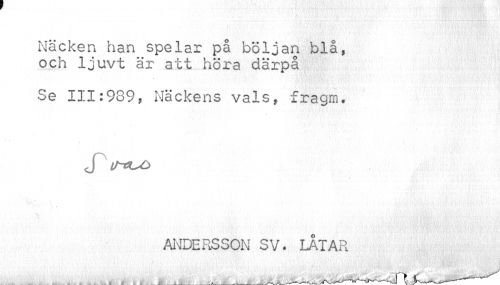 Näcken han spelar på böljan blå,
och ljuvt är att höra därpå
Se III:989, Näckens vals, fragm.
Svas
ANDERSSON SV. LÅTAR